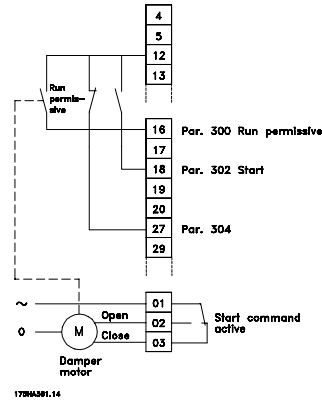 4
5
12
13
Run
permis-
sive
16 Par. 300 Run permissive
17
18 Par. 302 Start
19
20
27 Par. 304
29
~ 01
Open 02 Start command
active
0 M Close 03
Damper
motor
175HA591.14